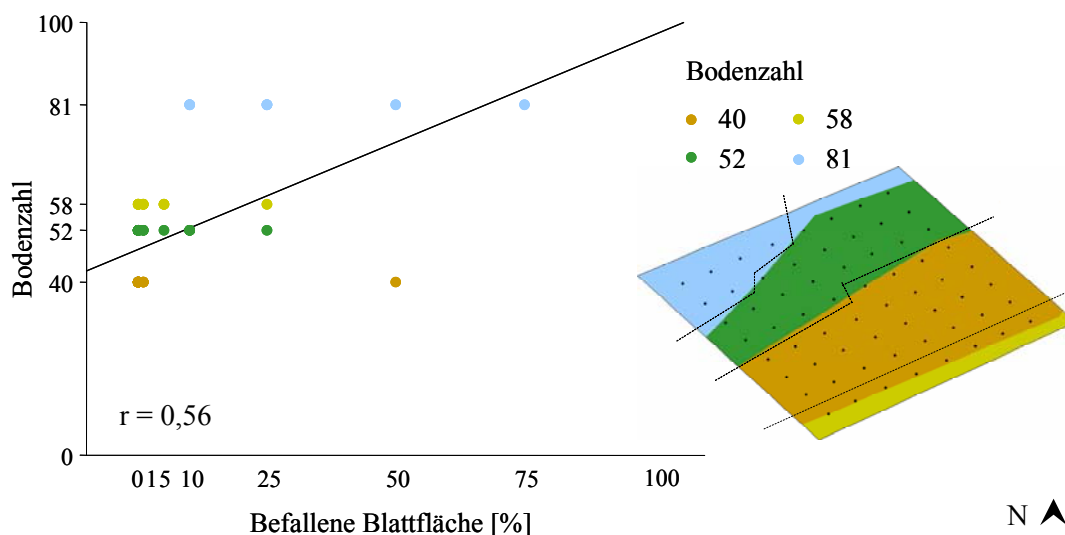 100
81
58
52
40
0
Bodenzahl
r = 0,56
0 1 5 10 25 50 75 100
Befallene Blattfläche [%]
Bodenzahl
40 58
52 81
N